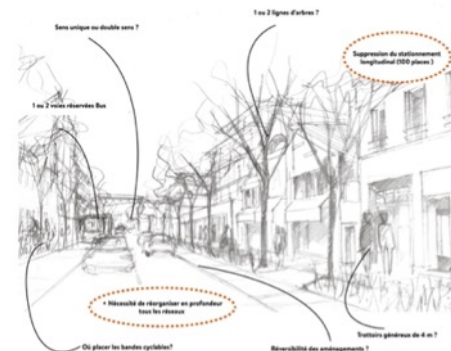 1 ou 2 lignes d'arbres ?
Sens unique ou double sens ?
Suppression du stationnement
longitudinal (100 places )
1 ou 2 voies réservées Bus
+ Nécessité de réorganiser en profondeur
tous les réseaux
Trottoirs généreux de 4 m ?
Où placer les bandes cyclables?
Réversibilité des aménagements ?